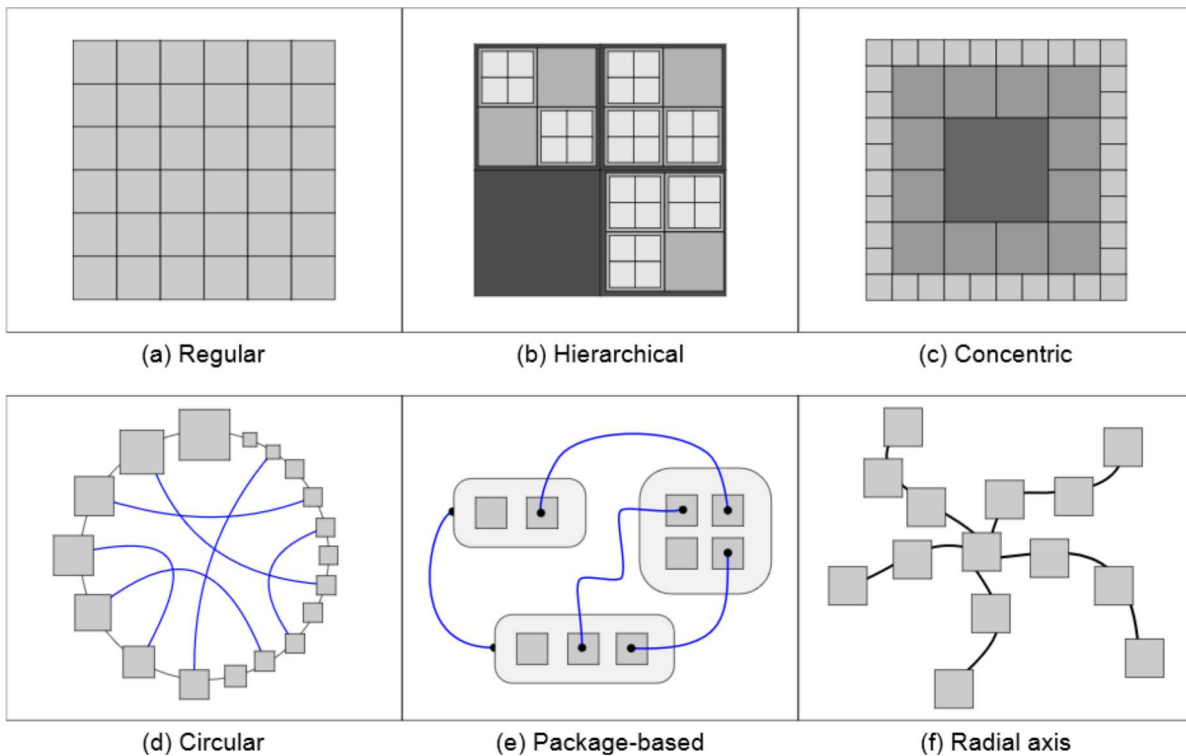 (a) Regular
(b) Hierarchical
(c) Concentric
(d) Circular
(e) Package-based
(f) Radial axis